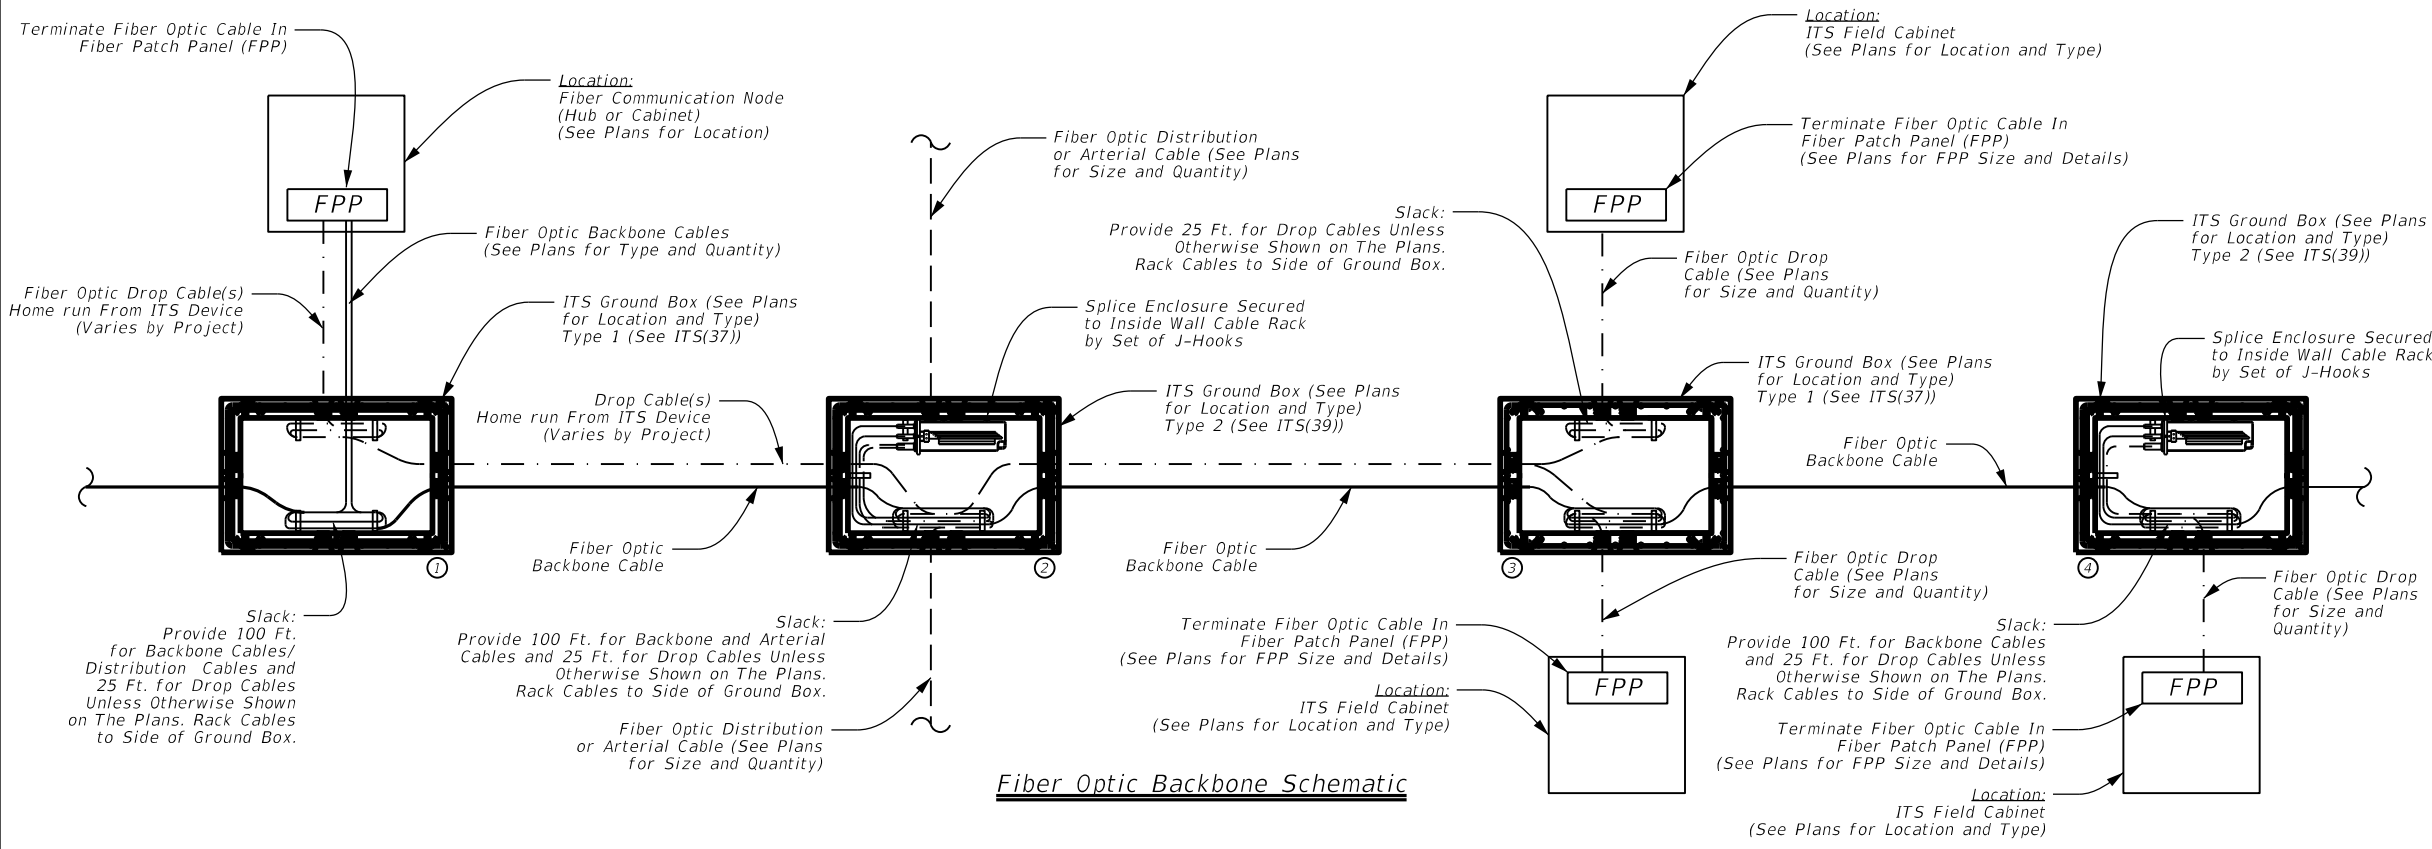 Terminate Fiber Optic Cable In
Fiber Patch Panel (FPP)
Location:
Fiber Communication Node
(Hub or Cabinet)
(See Plans for Location)
FPP
Fiber Optic Backbone Cables
(See Plans for Type and Quantity)
Fiber Optic Drop Cable(s)
Home run From ITS Device
(Varies by Project)
ITS Ground Box (See Plans
for Location and Type)
Type 1 (See ITS(37))
Drop Cable(s)
Home run From ITS Device
(Varies by Project)
Fiber Optic
Backbone Cable
1
Slack:
Provide 100 Ft.
for Backbone Cables/
Distribution Cables and
25 Ft. for Drop Cables
Unless Otherwise Shown
on The Plans. Rack Cables
to Side of Ground Box.
Fiber Optic Distribution
or Arterial Cable (See Plans
for Size and Quantity)
Splice Enclosure Secured
to Inside Wall Cable Rack
by Set of J-Hooks
ITS Ground Box (See Plans
for Location and Type)
Type 2 (See ITS(39))
2
Fiber Optic
Backbone Cable
Slack:
Provide 100 Ft. for Backbone and Arterial
Cables and 25 Ft. for Drop Cables Unless
Otherwise Shown on The Plans.
Rack Cables to Side of Ground Box.
Fiber Optic Distribution
or Arterial Cable (See Plans
for Size and Quantity)
Location:
ITS Field Cabinet
(See Plans for Location and Type)
Terminate Fiber Optic Cable In
Fiber Patch Panel (FPP)
(See Plans for FPP Size and Details)
FPP
Slack:
Provide 25 Ft. for Drop Cables Unless
Otherwise Shown on The Plans.
Rack Cables to Side of Ground Box.
Fiber Optic Drop
Cable (See Plans
for Size and Quantity)
ITS Ground Box (See Plans
for Location and Type)
Type 1 (See ITS(37))
3
Fiber Optic
Backbone Cable
Fiber Optic Drop
Cable (See Plans
for Size and Quantity)
Terminate Fiber Optic Cable In
Fiber Patch Panel (FPP)
(See Plans for FPP Size and Details)
FPP
Location:
ITS Field Cabinet
(See Plans for Location and Type)
ITS Ground Box (See Plans
for Location and Type)
Type 2 (See ITS(39))
Splice Enclosure Secured
to Inside Wall Cable Rack
by Set of J-Hooks
4
Fiber Optic Drop
Cable (See Plans
for Size and
Quantity)
Slack:
Provide 100 Ft. for Backbone Cables
and 25 Ft. for Drop Cables Unless
Otherwise Shown on The Plans.
Rack Cables to Side of Ground Box.
FPP
Terminate Fiber Optic Cable In
Fiber Patch Panel (FPP)
(See Plans for FPP Size and Details)
Location:
ITS Field Cabinet
(See Plans for Location and Type)
Fiber Optic Backbone Schematic